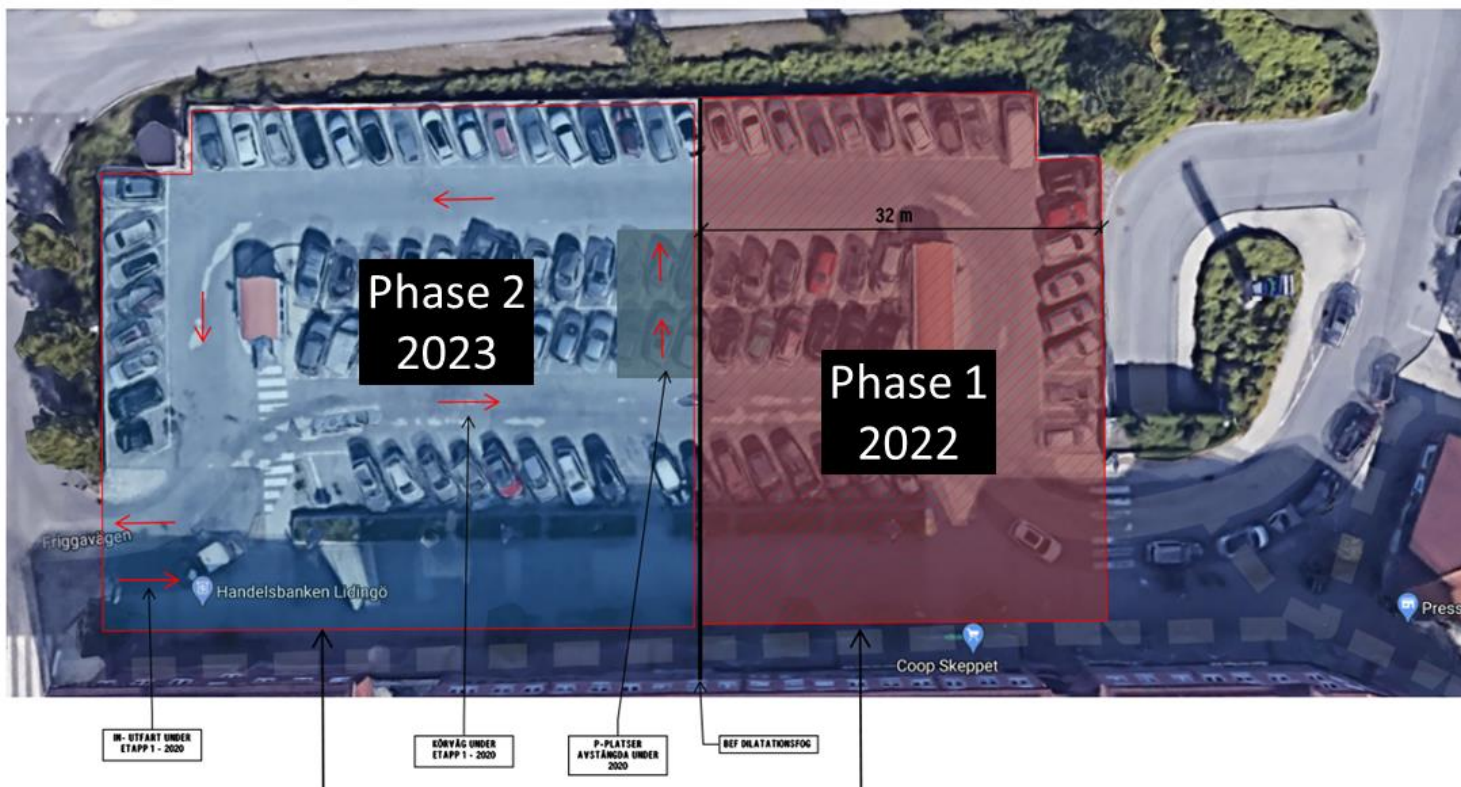 32 m
Phase 2
2023
Phase 1
2022
Friggavägen
Handelsbanken Lidingö
Press
Coop Skeppet
IN- UTFART UNDER
ETAPP 1 - 2020
KÖRVÄG UNDER
ETAPP 1 - 2020
P-PLATSER
AVSTÄNGDA UNDER
2020
BEF DILATATIONSFOG